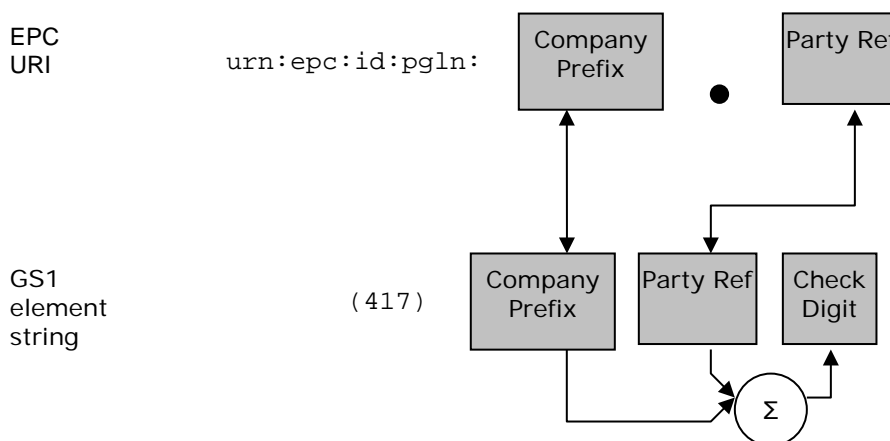 EPC
URI
urn:epc:id:pgln:
Company
Prefix
Party Ref
GS1
element
string
(417)
Company
Prefix
Party Ref
Check
Digit
Σ